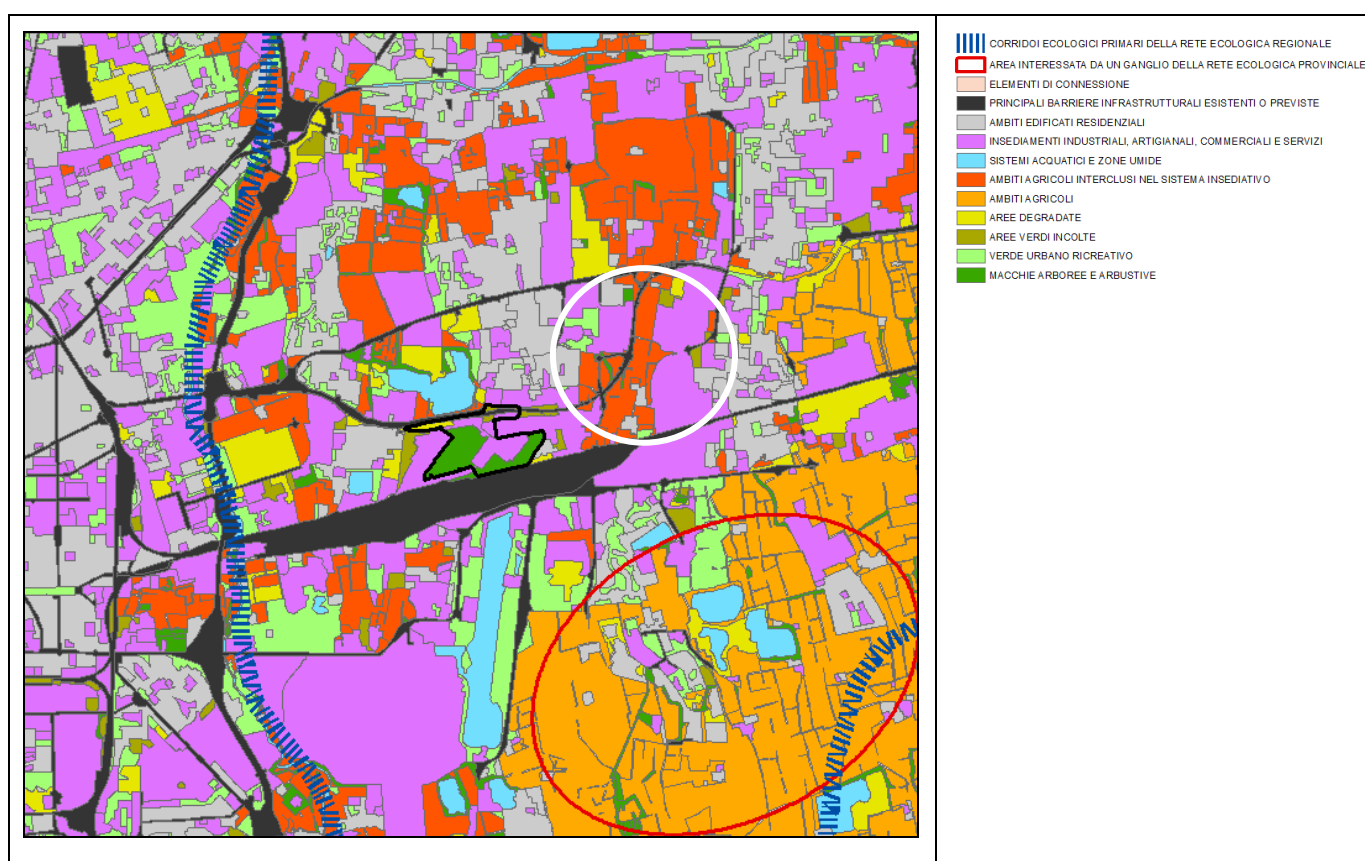 CORRIDOI ECOLOGICI PRIMARI DELLA RETE ECOLOGICA REGIONALE
AREA INTERESSATA DA UN GANGLIO DELLA RETE ECOLOGICA PROVINCIALE
ELEMENTI DI CONNESSIONE
PRINCIPALI BARRIERE INFRASTRUTTURALI ESISTENTI O PREVISTE
AMBITI EDIFICATI RESIDENZIALI
INSEDIAMENTI INDUSTRIALI, ARTIGIANALI, COMMERCIALI E SERVIZI
SISTEMI ACQUATICI E ZONE UMIDE
AMBITI AGRICOLI INTERCLUSI NEL SISTEMA INSEDIATIVO
AMBITI AGRICOLI
AREE DEGRADATE
AREE VERDI INCOLTE
VERDE URBANO RICREATIVO
MACCHIE ARBOREE E ARBUSTIVE